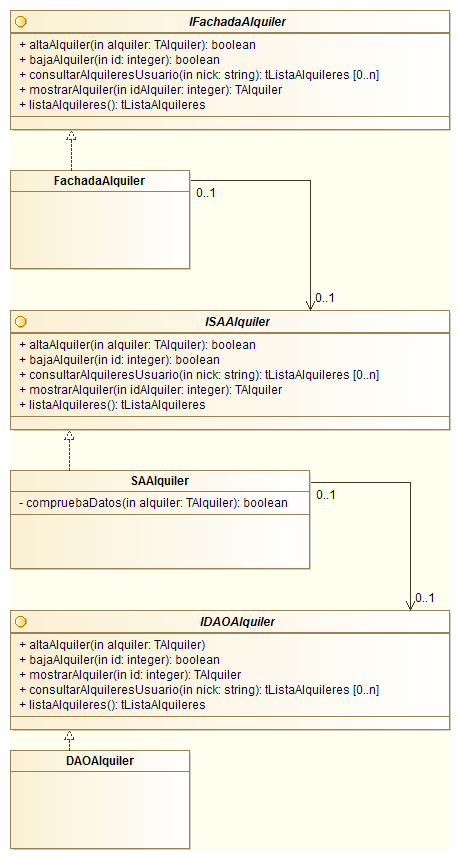 IFachadaAlquiler
+ altaAlquiler(in alquiler: TAlquiler): boolean
+ bajaAlquiler(in id: integer): boolean
+ consultarAlquileresUsuario(in nick: string): tListaAlquileres [0..n]
+ mostrarAlquiler(in idAlquiler: integer): TAlquiler
+ listaAlquileres(): tListaAlquileres
FachadaAlquiler
0..1
0..1
ISAAlquiler
+ altaAlquiler(in alquiler: TAlquiler): boolean
+ bajaAlquiler(in id: integer): boolean
+ consultarAlquileresUsuario(in nick: string): tListaAlquileres [0..n]
+ mostrarAlquiler(in idAlquiler: integer): TAlquiler
+ listaAlquileres(): tListaAlquileres
SAAlquiler
- compruebaDatos(in alquiler: TAlquiler): boolean
0..1
0..1
IDAOAlquiler
+ altaAlquiler(in alquiler: TAlquiler)
+ bajaAlquiler(in id: integer): boolean
+ mostrarAlquiler(in id: integer): TAlquiler
+ consultarAlquileresUsuario(in nick: string): tListaAlquileres [0..n]
+ listaAlquileres(): tListaAlquileres
DAOAlquiler